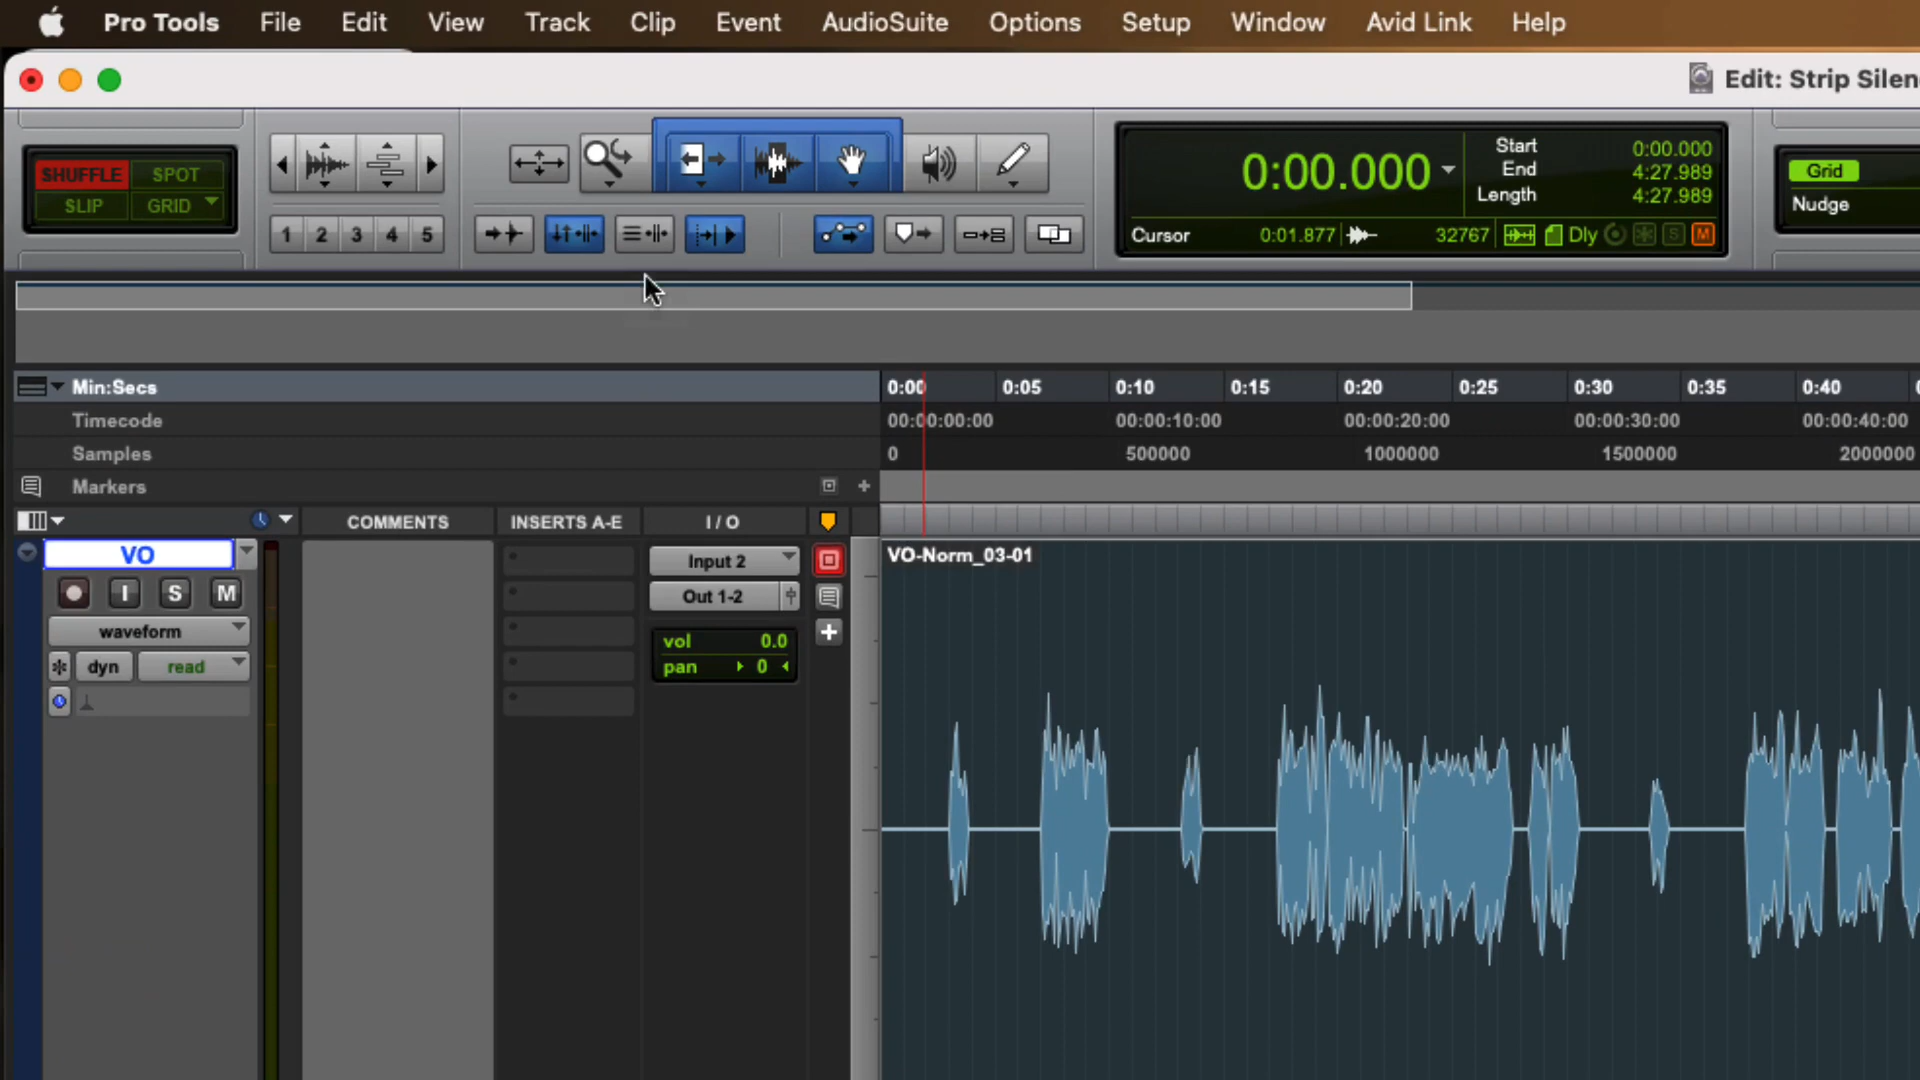 Pro Tools File Edit View Track Clip Event AudioSuite Options Setup Window Avid Link Help
Edit: Strip Silen
SHUFFLE SPOT
SLIP GRID
1 2 3 4 5
0:00.000
Start 0:00.000
End 4:27.989
Length 4:27.989
Cursor 0:01.877 32767 Dly S M
Grid
Nudge
Min:Secs 0:00 0:05 0:10 0:15 0:20 0:25 0:30 0:35 0:40
Timecode 00:00:00:00 00:00:10:00 00:00:20:00 00:00:30:00 00:00:40:00
Samples 0 500000 1000000 1500000 2000000
Markers
COMMENTS INSERTS A-E I / O
VO
I S M
waveform
dyn read
Input 2
Out 1-2
vol 0.0
pan 0
VO-Norm_03-01